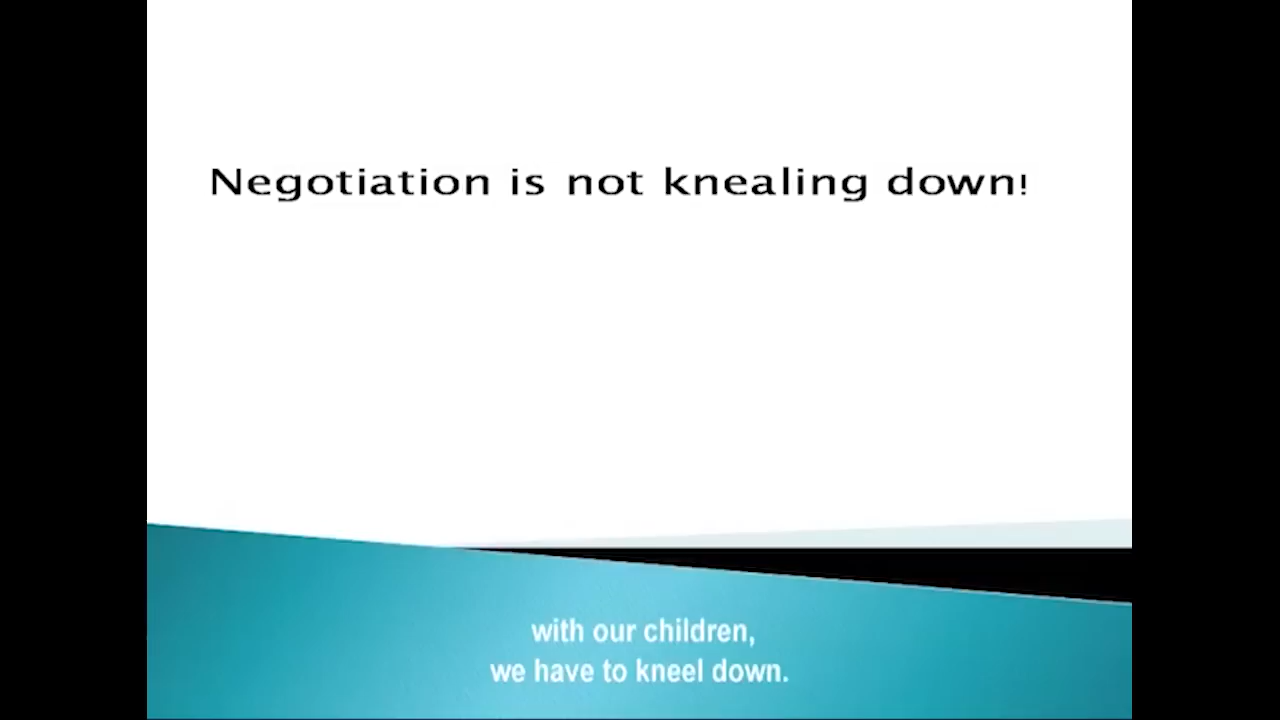 Negotiation is not knealing down!
with our children,
we have to kneel down.